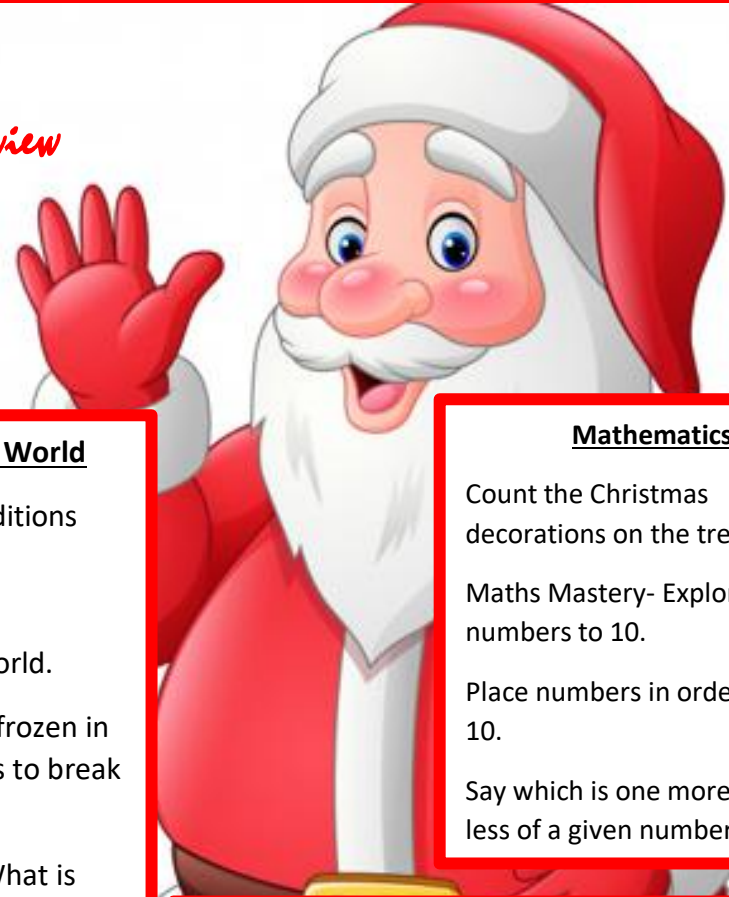 view
World
ditions
orld.
frozen in
s to break
What is
Mathematics
Count the Christmas
decorations on the tre
Maths Mastery- Explor
numbers to 10.
Place numbers in orde
10.
Say which is one more
less of a given number